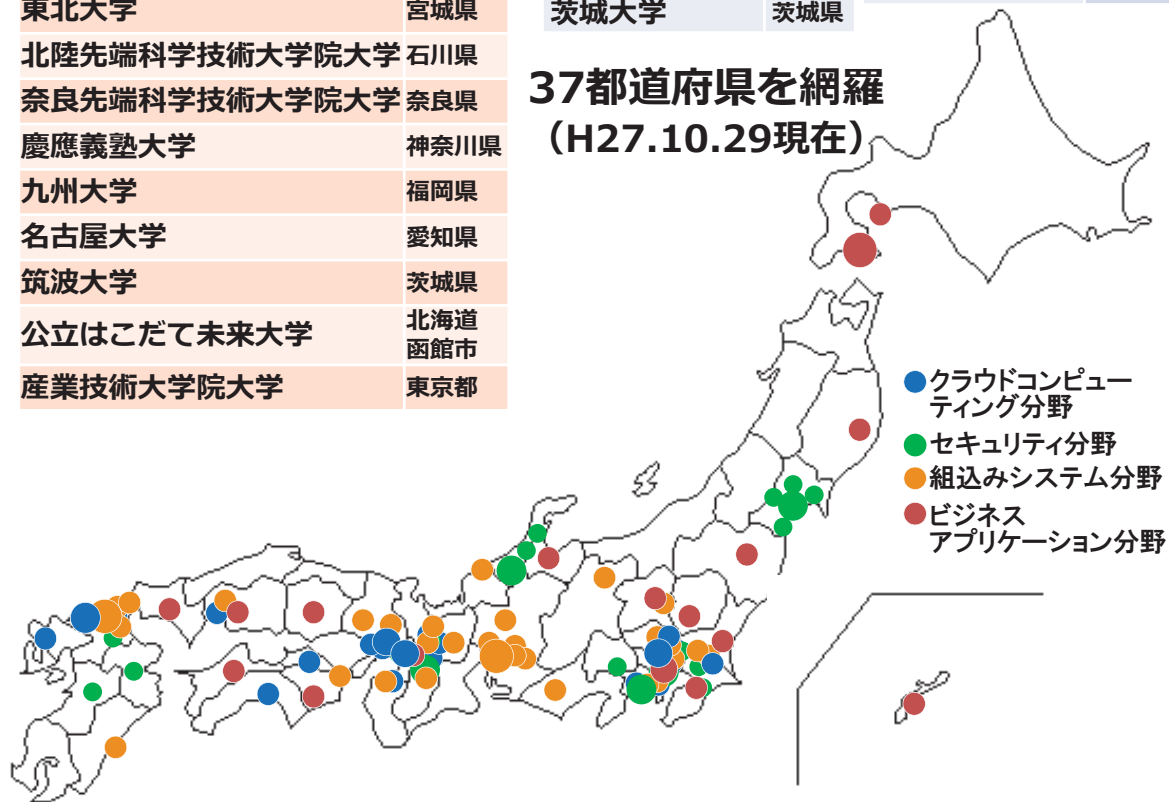 東北大学 宮城県
北陸先端科学技術大学院大学 石川県
奈良先端科学技術大学院大学 奈良県
慶應義塾大学 神奈川県
九州大学 福岡県
名古屋大学 愛知県
筑波大学 茨城県
公立はこだて未来大学 北海道
函館市
産業技術大学院大学 東京都
茨城大学 茨城県
37都道府県を網羅
（H27.10.29現在）
クラウドコンピュー
ティング分野
セキュリティ分野
組込みシステム分野
ビジネス
アプリケーション分野